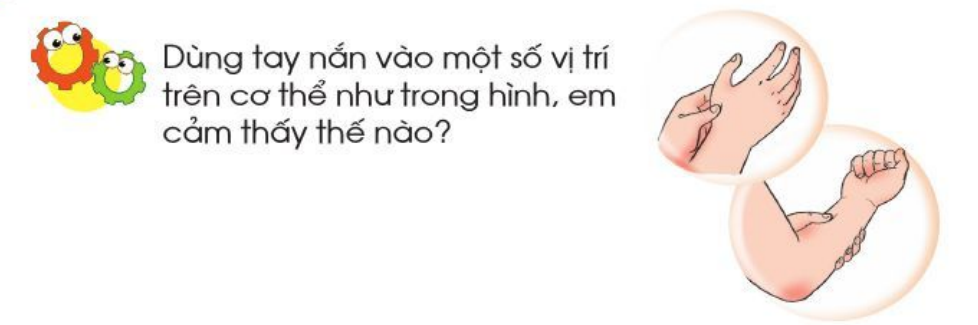 Dùng tay nắn vào một số vị trí
trên cơ thể như trong hình, em
cảm thấy thế nào?